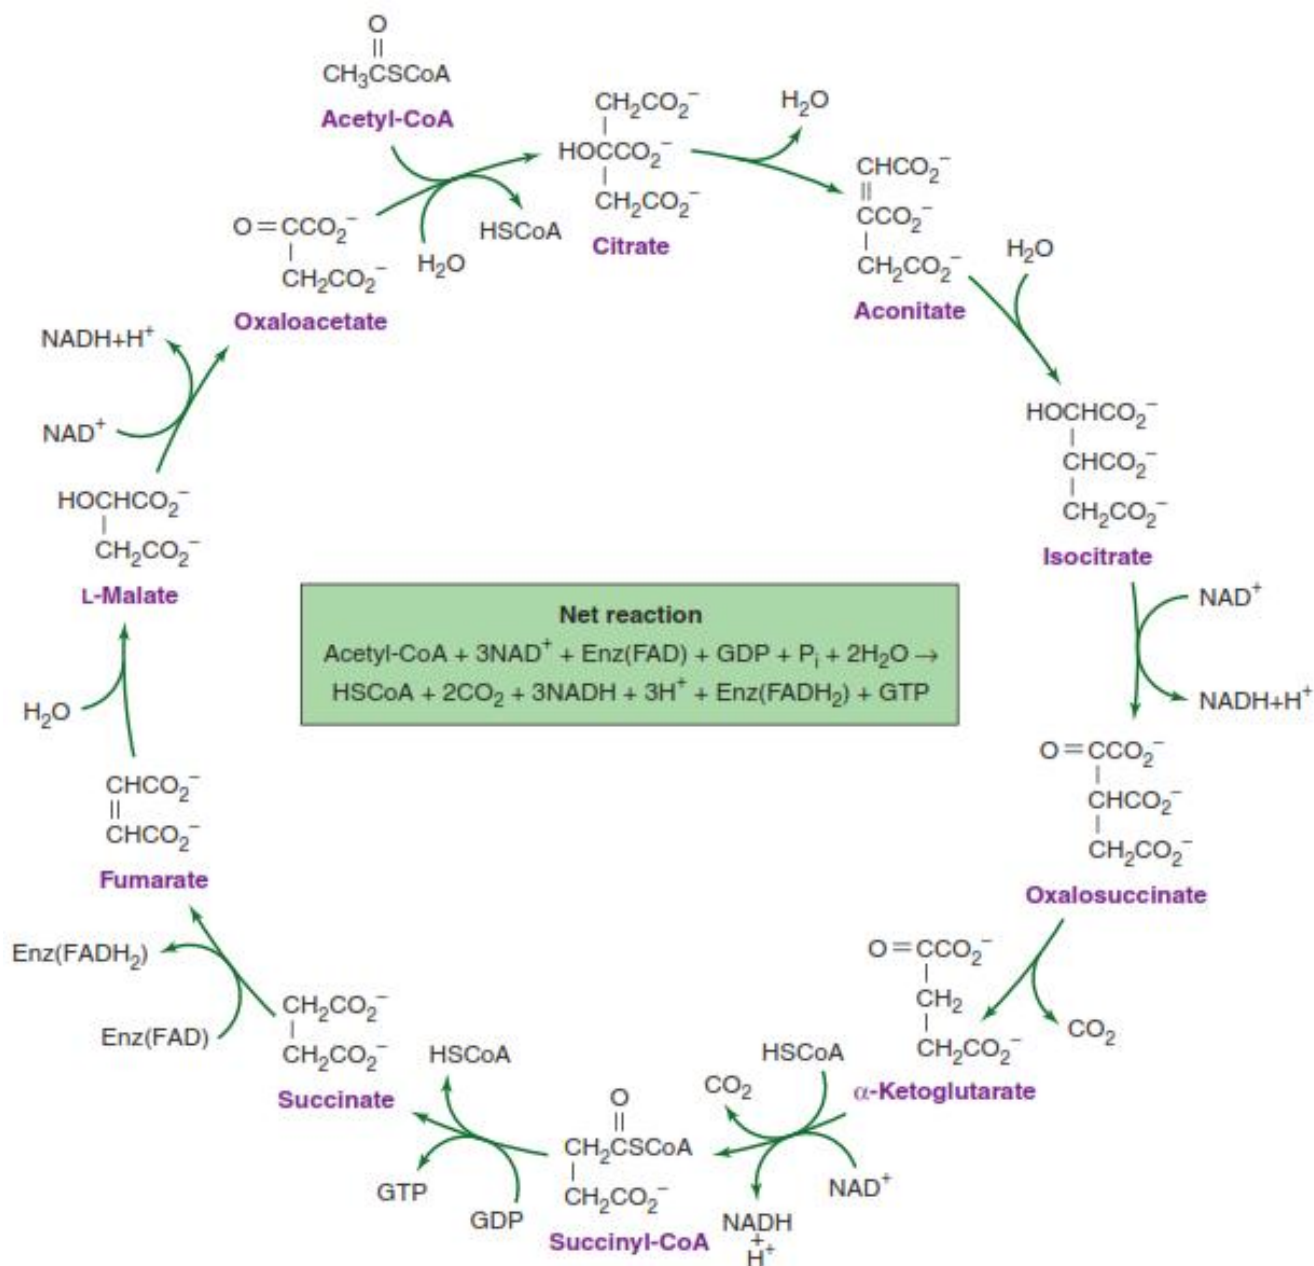 O
||
CH₃CSCoA
Acetyl-CoA
CH₂CO₂⁻
|
HOCCO₂⁻
|
CH₂CO₂⁻
Citrate
H₂O
CHCO₂⁻
||
CCO₂⁻
|
CH₂CO₂⁻
Aconitate
H₂O
HOCHCO₂⁻
|
CHCO₂⁻
|
CH₂CO₂⁻
Isocitrate
NAD⁺
NADH+H⁺
O=CCO₂⁻
|
CHCO₂⁻
|
CH₂CO₂⁻
Oxalosuccinate
CO₂
O=CCO₂⁻
|
CH₂
|
CH₂CO₂⁻
α-Ketoglutarate
HSCoA
CO₂
NAD⁺
NADH
+
H⁺
O
||
CH₂CSCoA
|
CH₂CO₂⁻
Succinyl-CoA
HSCoA
GTP
GDP
CH₂CO₂⁻
|
CH₂CO₂⁻
Succinate
Enz(FADH₂)
Enz(FAD)
CHCO₂⁻
||
CHCO₂⁻
Fumarate
H₂O
HOCHCO₂⁻
|
CH₂CO₂⁻
L-Malate
NAD⁺
NADH+H⁺
O=CCO₂⁻
|
CH₂CO₂⁻
Oxaloacetate
H₂O
HSCoA
Net reaction
Acetyl-CoA + 3NAD⁺ + Enz(FAD) + GDP + Pᵢ + 2H₂O →
HSCoA + 2CO₂ + 3NADH + 3H⁺ + Enz(FADH₂) + GTP